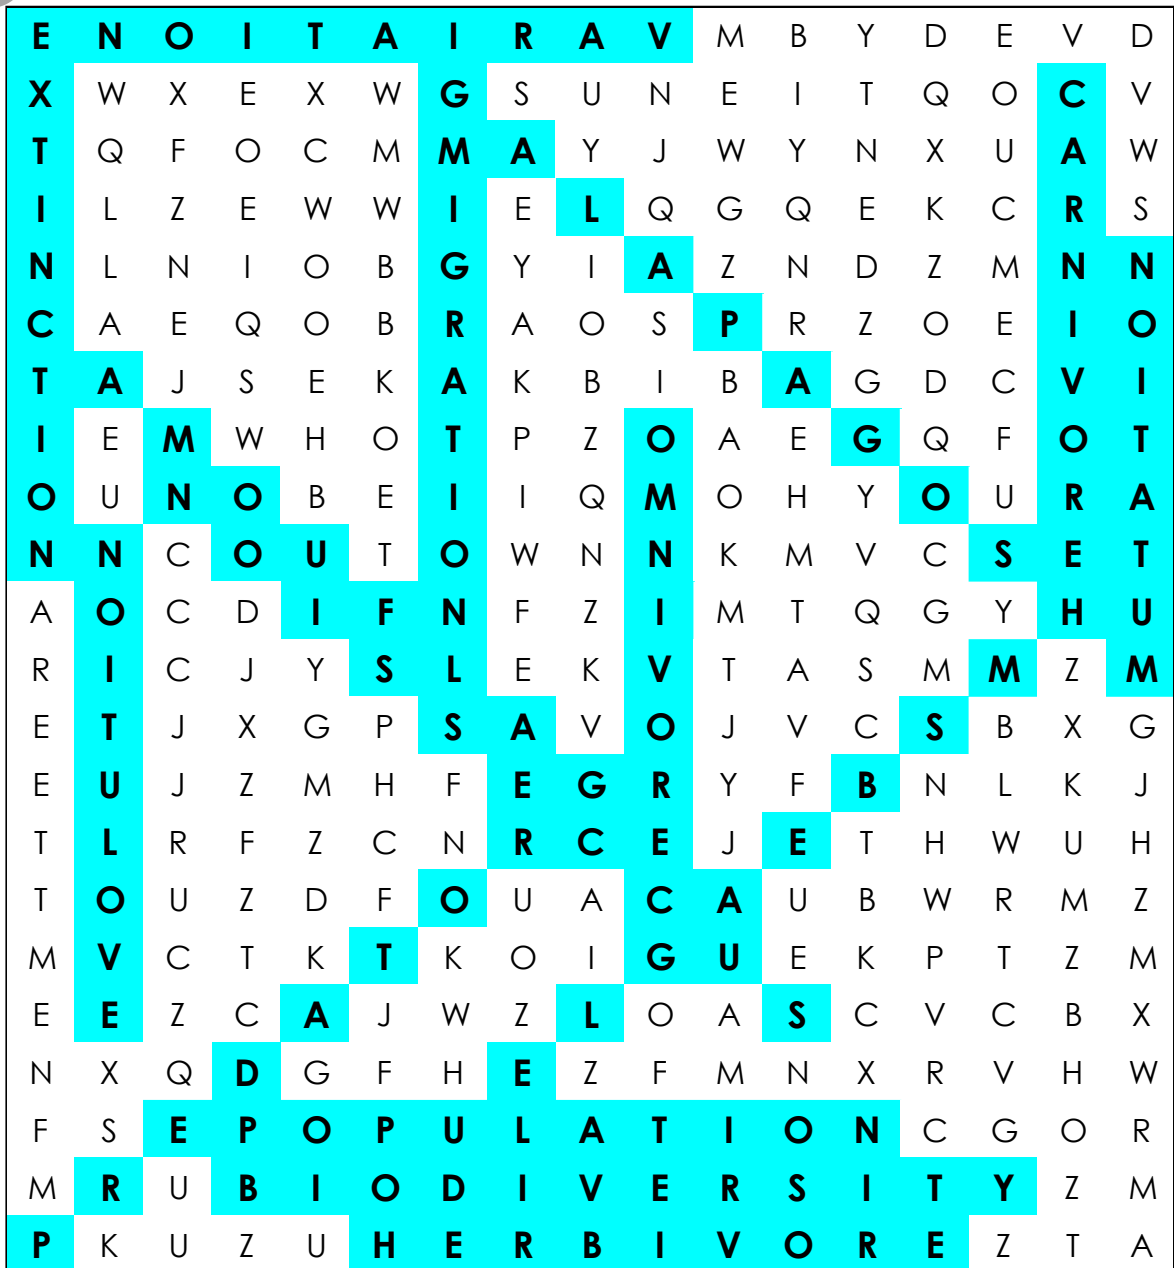 E N O I T A I R A V M B Y D E V D
X W X E X W G S U N E I T Q O C V
T Q F O C M M A Y J W Y N X U A W
I L Z E W W I E L Q G Q E K C R S
N L N I O B G Y I A Z N D Z M N N
C A E Q O B R A O S P R Z O E I O
T A J S E K A K B I B A G D C V I
I E M W H O T P Z O A E G Q F O T
O U N O B E I I Q M O H Y O U R A
N N C O U T O W N N K M V C S E T
A O C D I F N F Z I M T Q G Y H U
R I C J Y S L E K V T A S M M Z M
E T J X G P S A V O J V C S B X G
E U J Z M H F E G R Y F B N L K J
T L R F Z C N R C E J E T H W U H
T O U Z D F O U A C A U B W R M Z
M V C T K T K O I G U E K P T Z M
E E Z C A J W Z L O A S C V C B X
N X Q D G F H E Z F M N X R V H W
F S E P O P U L A T I O N C G O R
M R U B I O D I V E R S I T Y Z M
P K U Z U H E R B I V O R E Z T A